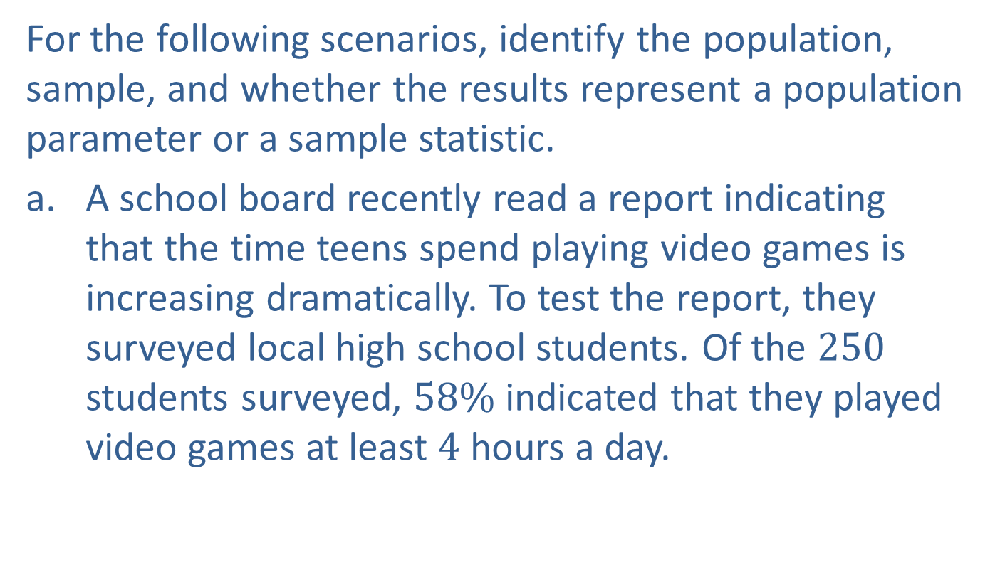 For the following scenarios, identify the population,
sample, and whether the results represent a population
parameter or a sample statistic.
a. A school board recently read a report indicating
that the time teens spend playing video games is
increasing dramatically. To test the report, they
surveyed local high school students. Of the 250
students surveyed, 58% indicated that they played
video games at least 4 hours a day.